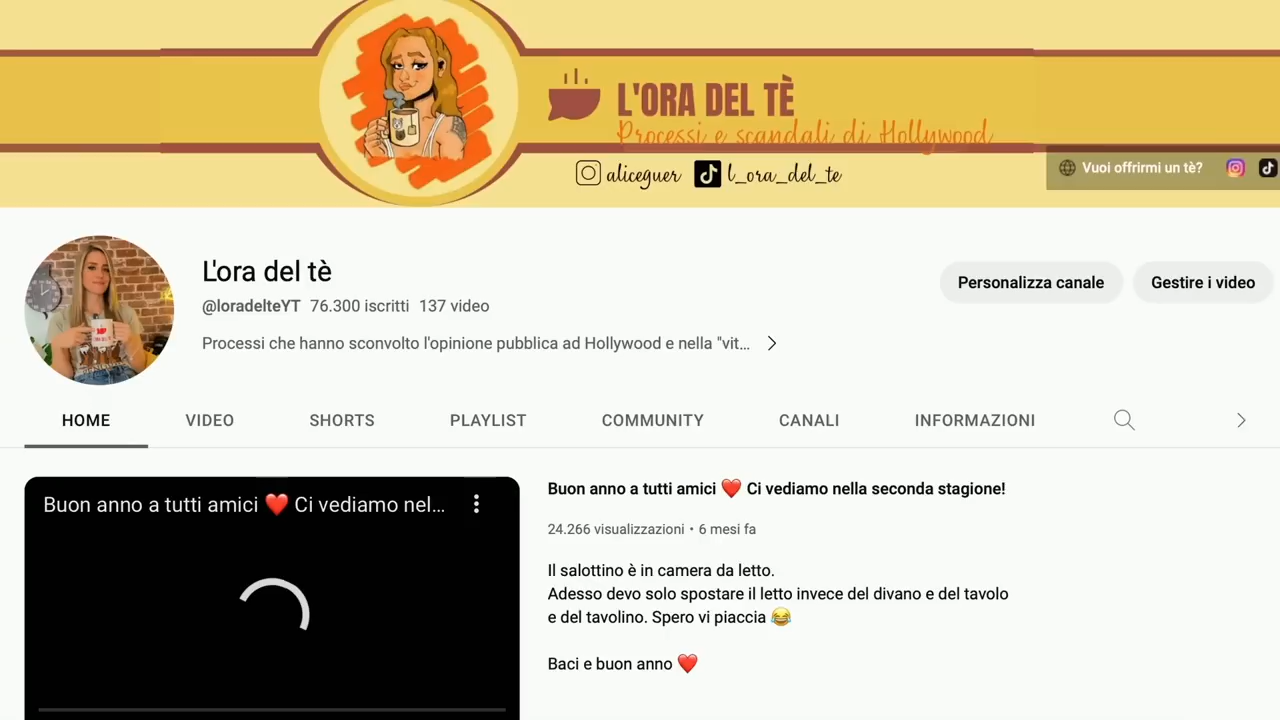 L'ORA DEL TÈ
Processi e scandali di Hollywood
aliceguer l_ora_del_te
Vuoi offrirmi un tè?
L'ora del tè
@loradelteYT 76.300 iscritti 137 video
Processi che hanno sconvolto l'opinione pubblica ad Hollywood e nella "vit...
Personalizza canale
Gestire i video
HOME VIDEO SHORTS PLAYLIST COMMUNITY CANALI INFORMAZIONI
Buon anno a tutti amici ❤️ Ci vediamo nel...
Buon anno a tutti amici ❤️ Ci vediamo nella seconda stagione!
24.266 visualizzazioni • 6 mesi fa
Il salottino è in camera da letto.
Adesso devo solo spostare il letto invece del divano e del tavolo
e del tavolino. Spero vi piaccia 😂
Baci e buon anno ❤️